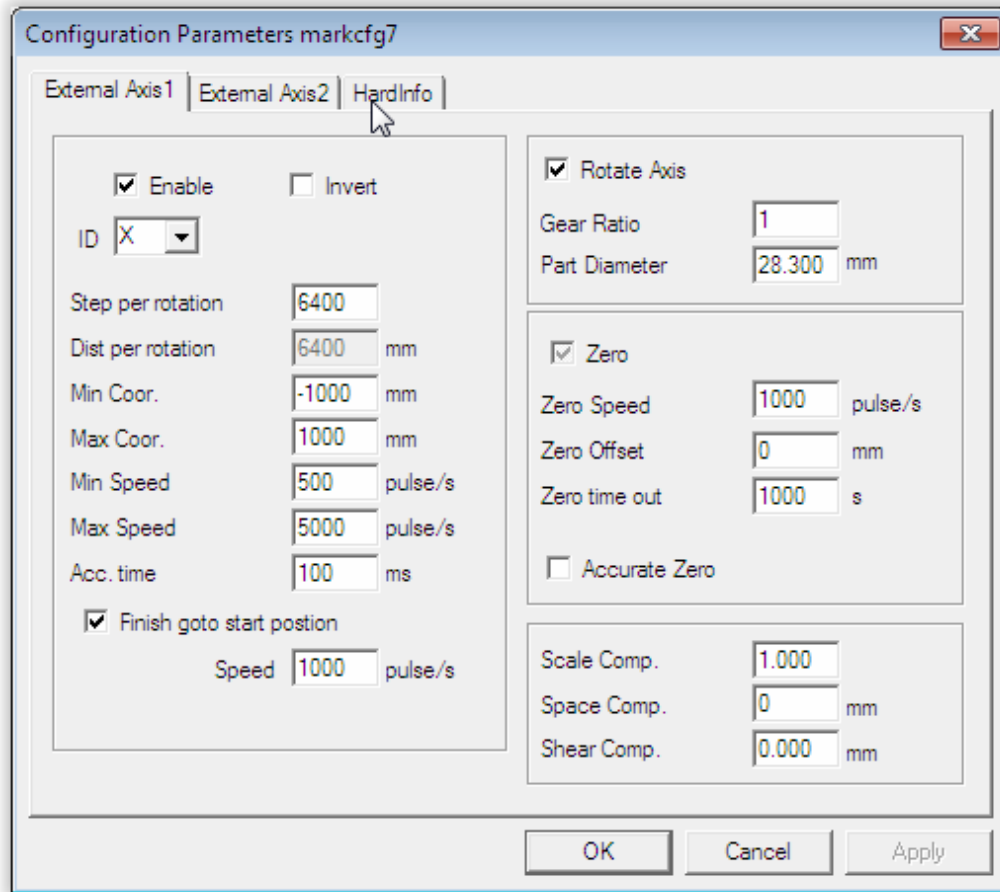 Configuration Parameters markcfg7
External Axis1 External Axis2 HardInfo
Enable Invert
ID X
Step per rotation 6400
Dist per rotation 6400 mm
Min Coor. -1000 mm
Max Coor. 1000 mm
Min Speed 500 pulse/s
Max Speed 5000 pulse/s
Acc. time 100 ms
Finish goto start postion
Speed 1000 pulse/s
Rotate Axis
Gear Ratio 1
Part Diameter 28.300 mm
Zero
Zero Speed 1000 pulse/s
Zero Offset 0 mm
Zero time out 1000 s
Accurate Zero
Scale Comp. 1.000
Space Comp. 0 mm
Shear Comp. 0.000 mm
OK Cancel Apply